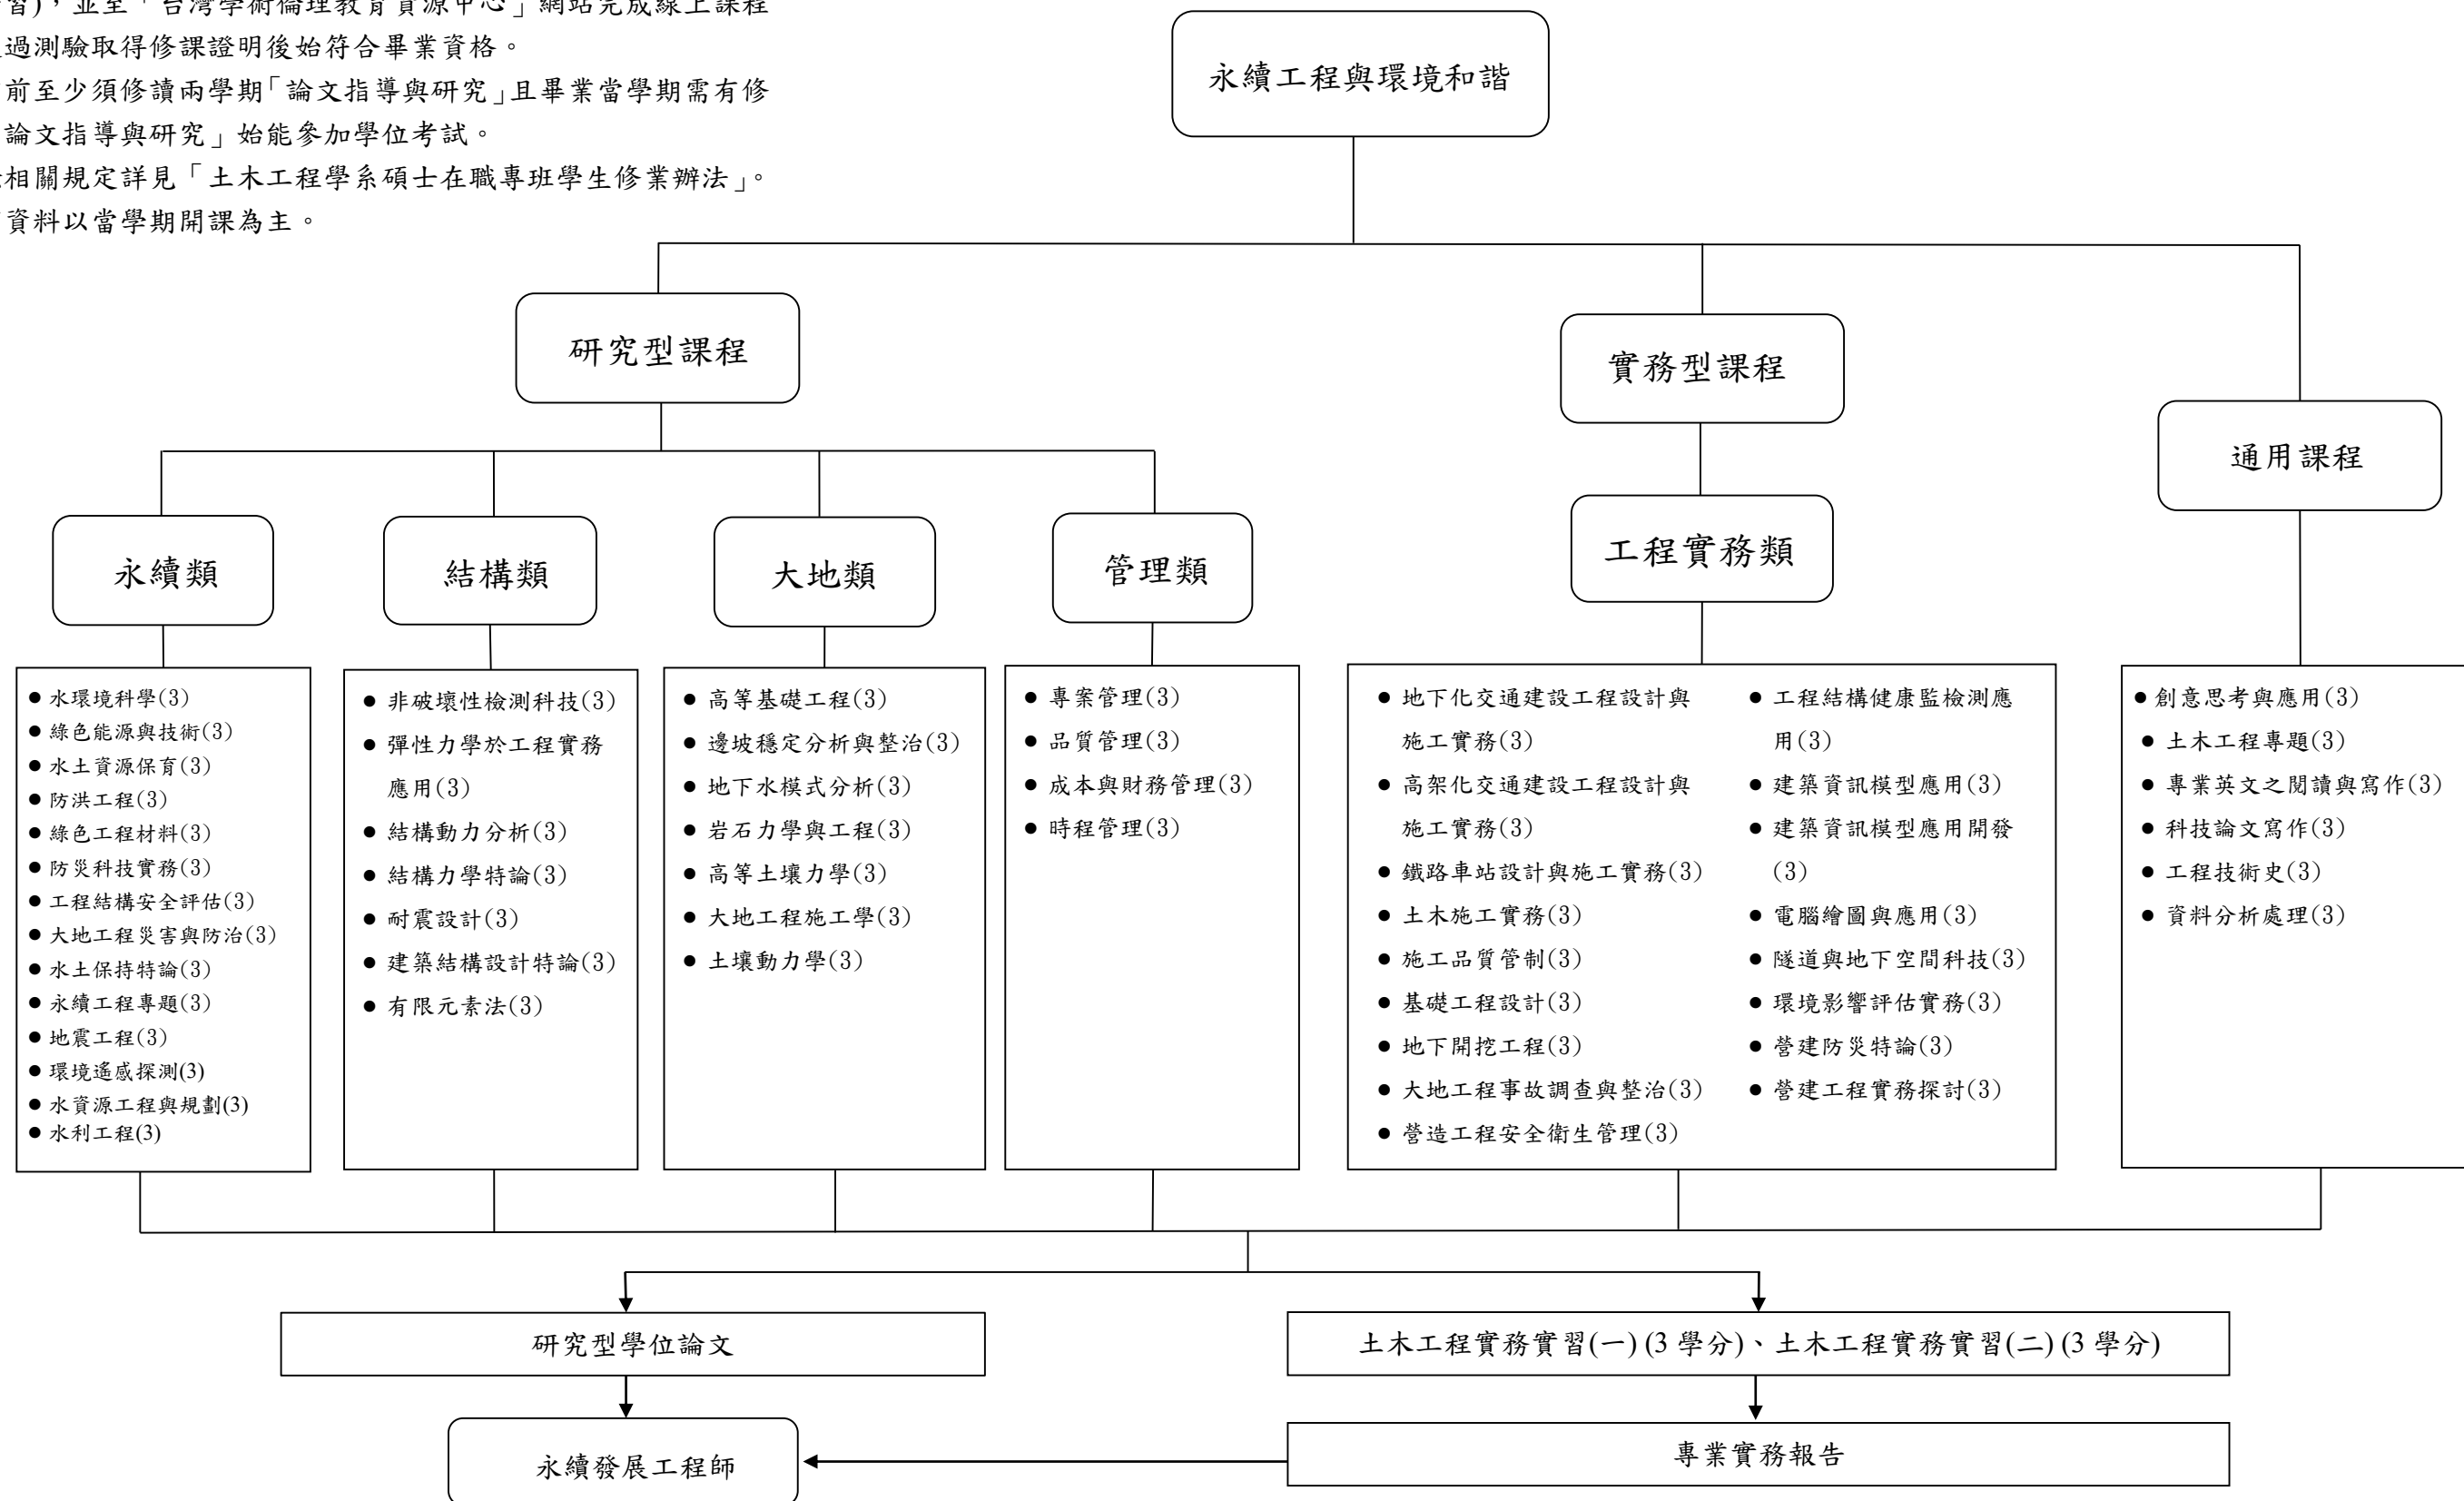 習)，並至「台灣學術倫理教育資源中心」網站完成線上課程
過測驗取得修課證明後始符合畢業資格。
前至少須修讀兩學期「論文指導與研究」且畢業當學期需有修
論文指導與研究」始能參加學位考試。
相關規定詳見「土木工程學系碩士在職專班學生修業辦法」。
資料以當學期開課為主。
永續工程與環境和諧
研究型課程
實務型課程
通用課程
永續類
結構類
大地類
管理類
工程實務類
● 水環境科學(3)
● 綠色能源與技術(3)
● 水土資源保育(3)
● 防洪工程(3)
● 綠色工程材料(3)
● 防災科技實務(3)
● 工程結構安全評估(3)
● 大地工程災害與防治(3)
● 水土保持特論(3)
● 永續工程專題(3)
● 地震工程(3)
● 環境遙感探測(3)
● 水資源工程與規劃(3)
● 水利工程(3)
● 非破壞性檢測科技(3)
● 彈性力學於工程實務
應用(3)
● 結構動力分析(3)
● 結構力學特論(3)
● 耐震設計(3)
● 建築結構設計特論(3)
● 有限元素法(3)
● 高等基礎工程(3)
● 邊坡穩定分析與整治(3)
● 地下水模式分析(3)
● 岩石力學與工程(3)
● 高等土壤力學(3)
● 大地工程施工學(3)
● 土壤動力學(3)
● 專案管理(3)
● 品質管理(3)
● 成本與財務管理(3)
● 時程管理(3)
● 地下化交通建設工程設計與
施工實務(3)
● 高架化交通建設工程設計與
施工實務(3)
● 鐵路車站設計與施工實務(3)
● 土木施工實務(3)
● 施工品質管制(3)
● 基礎工程設計(3)
● 地下開挖工程(3)
● 大地工程事故調查與整治(3)
● 營造工程安全衛生管理(3)
● 工程結構健康監檢測應
用(3)
● 建築資訊模型應用(3)
● 建築資訊模型應用開發
(3)
● 電腦繪圖與應用(3)
● 隧道與地下空間科技(3)
● 環境影響評估實務(3)
● 營建防災特論(3)
● 營建工程實務探討(3)
● 創意思考與應用(3)
● 土木工程專題(3)
● 專業英文之閱讀與寫作(3)
● 科技論文寫作(3)
● 工程技術史(3)
● 資料分析處理(3)
研究型學位論文
土木工程實務實習(一) (3 學分)、土木工程實務實習(二) (3 學分)
永續發展工程師
專業實務報告